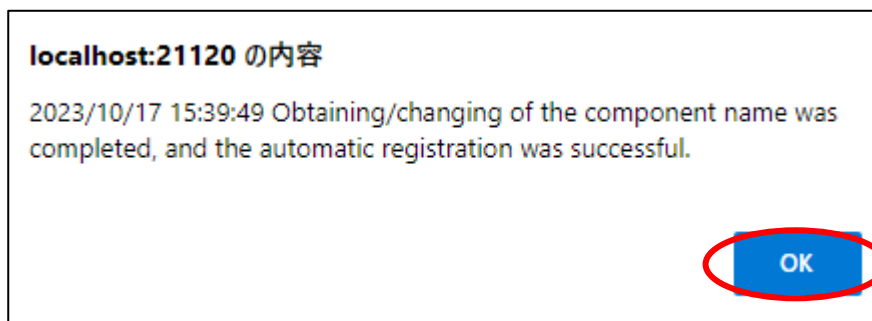 localhost:21120 の内容
2023/10/17 15:39:49 Obtaining/changing of the component name was
completed, and the automatic registration was successful.
OK